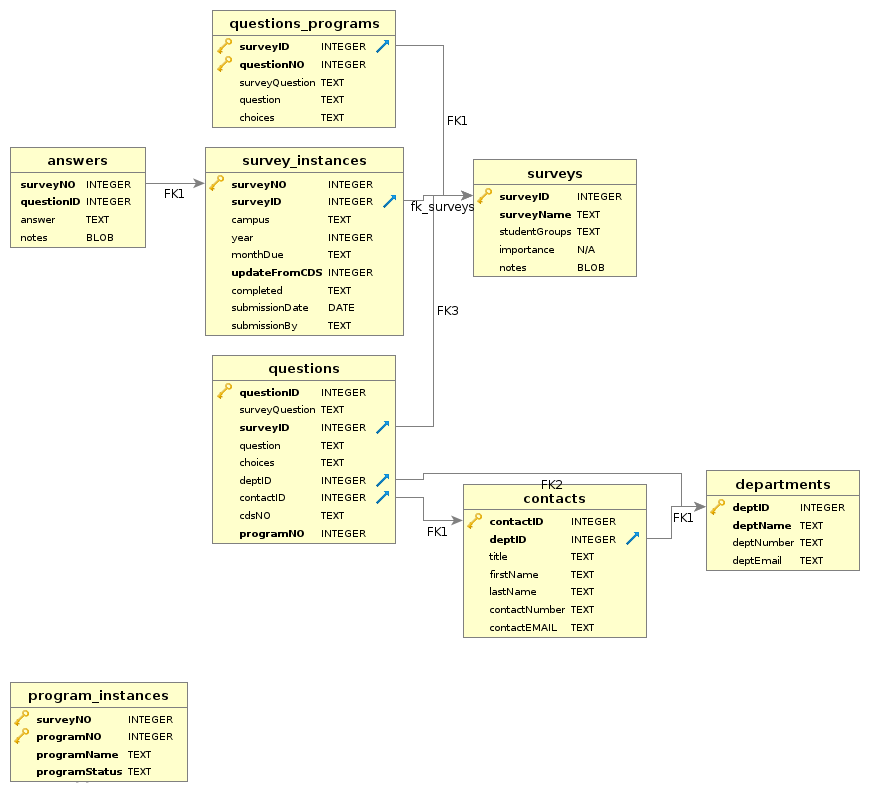 questions_programs
surveyID INTEGER
questionNO INTEGER
surveyQuestion TEXT
question TEXT
choices TEXT
FK1
answers
surveyNO INTEGER
questionID INTEGER
answer TEXT
notes BLOB
FK1
survey_instances
surveyNO INTEGER
surveyID INTEGER
campus TEXT
year INTEGER
monthDue TEXT
updateFromCDS INTEGER
completed TEXT
submissionDate DATE
submissionBy TEXT
fk_surveys
surveys
surveyID INTEGER
surveyName TEXT
studentGroups TEXT
importance N/A
notes BLOB
FK3
questions
questionID INTEGER
surveyQuestion TEXT
surveyID INTEGER
question TEXT
choices TEXT
deptID INTEGER
contactID INTEGER
cdsNO TEXT
programNO INTEGER
FK2
FK1
contacts
contactID INTEGER
deptID INTEGER
title TEXT
firstName TEXT
lastName TEXT
contactNumber TEXT
contactEMAIL TEXT
FK1
departments
deptID INTEGER
deptName TEXT
deptNumber TEXT
deptEmail TEXT
program_instances
surveyNO INTEGER
programNO INTEGER
programName TEXT
programStatus TEXT